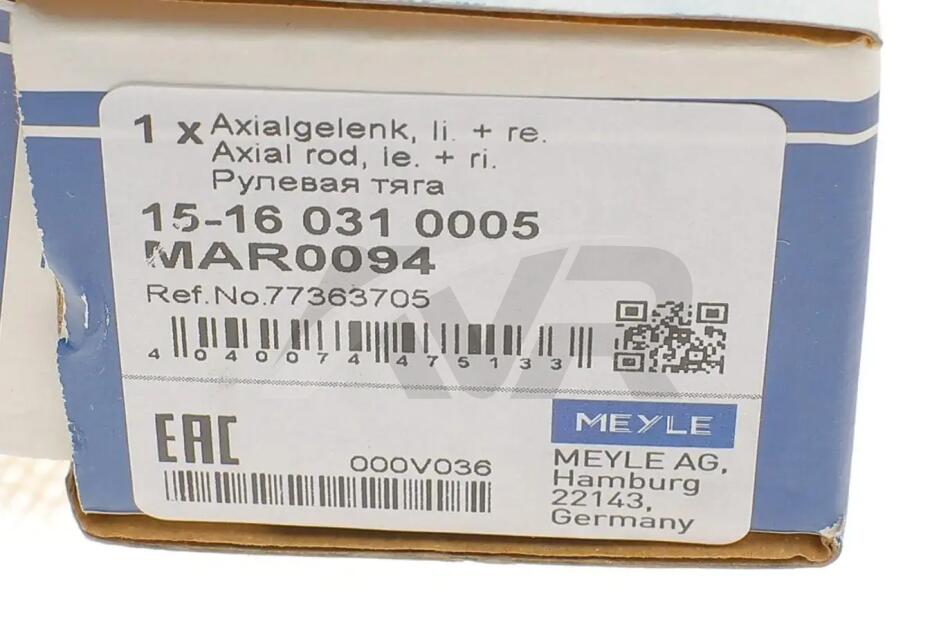 1 x Axialgelenk, li. + re.
Axial rod, le. + ri.
Рулевая тяга
15-16 031 0005
MAR0094
Ref.No.77363705
4 040074 475133
EAC
000V036
MEYLE
MEYLE AG,
Hamburg
22143,
Germany
AVR